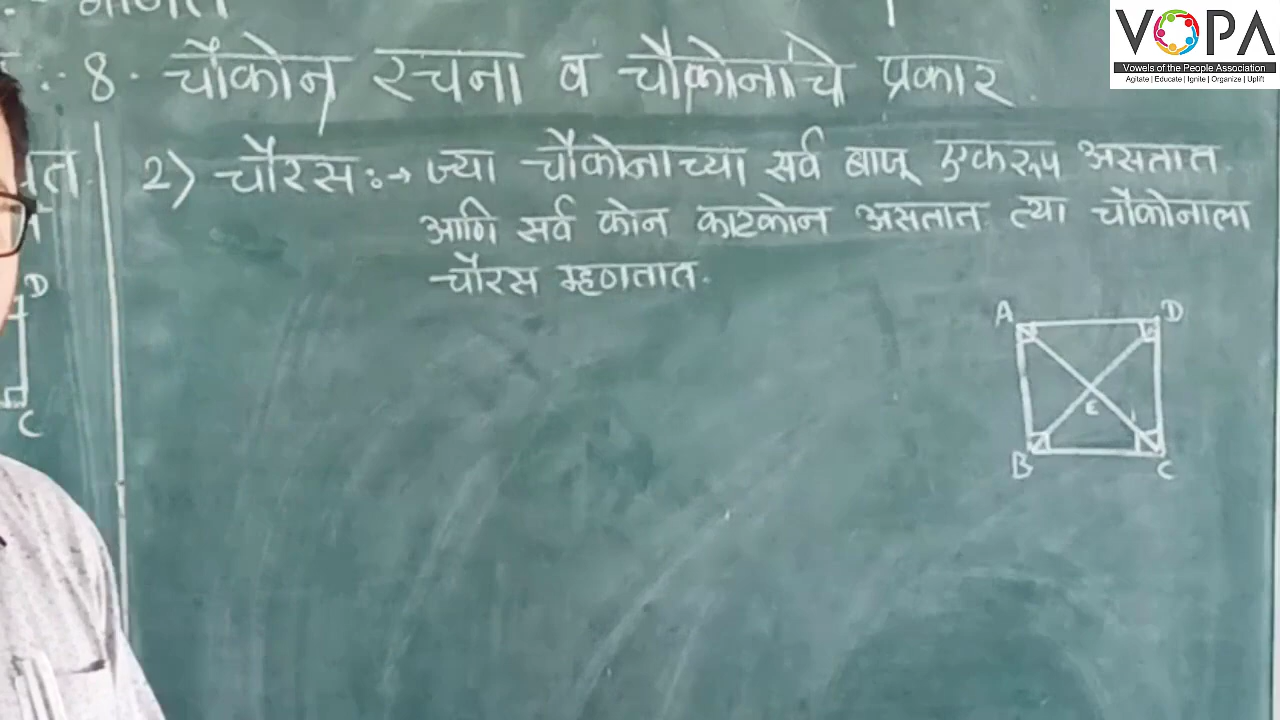 गणित
8. चौकोन रचना व चौकोनांचे प्रकार.
2) चौरस :→ ज्या चौकोनाच्या सर्व बाजू एकरूप असतात
आणि सर्व कोन काटकोन असतात त्या चौकोनाला
चौरस म्हणतात.
A D
E
B C
D
C
VOPA
Vowels of the People Association
Agitate | Educate | Ignite | Organize | Uplift